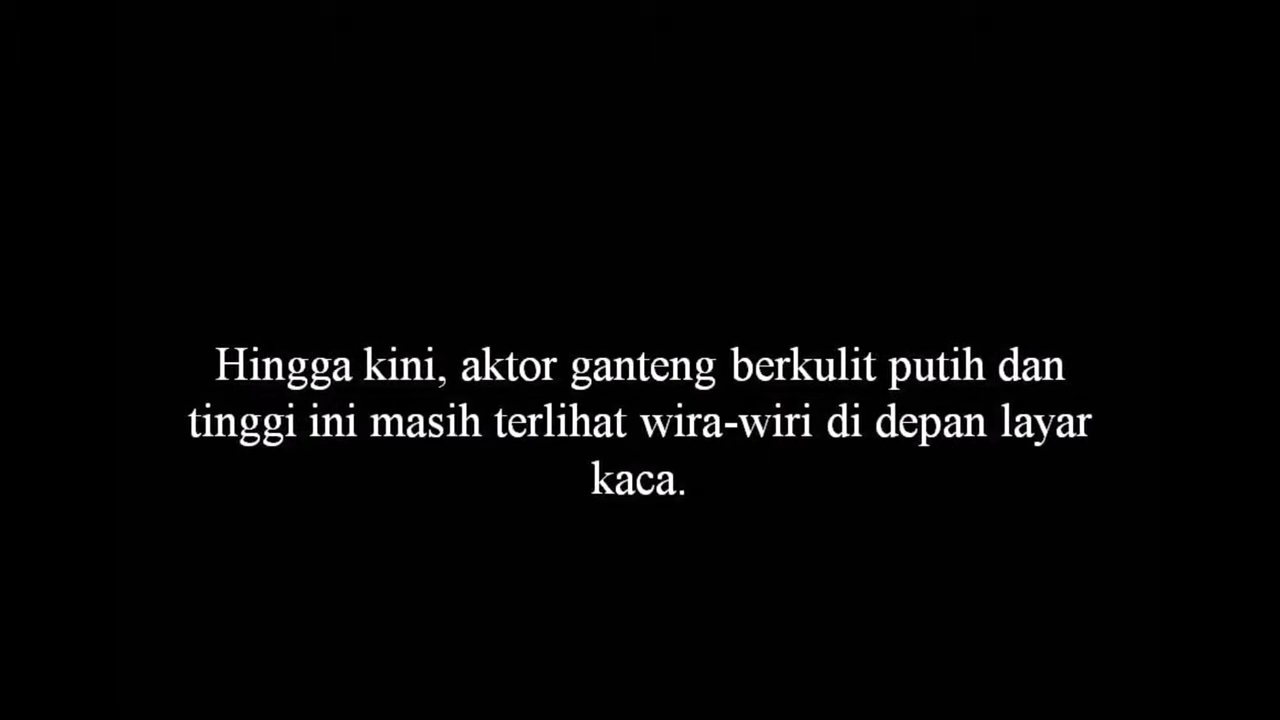 Hingga kini, aktor ganteng berkulit putih dan
tinggi ini masih terlihat wira-wiri di depan layar
kaca.